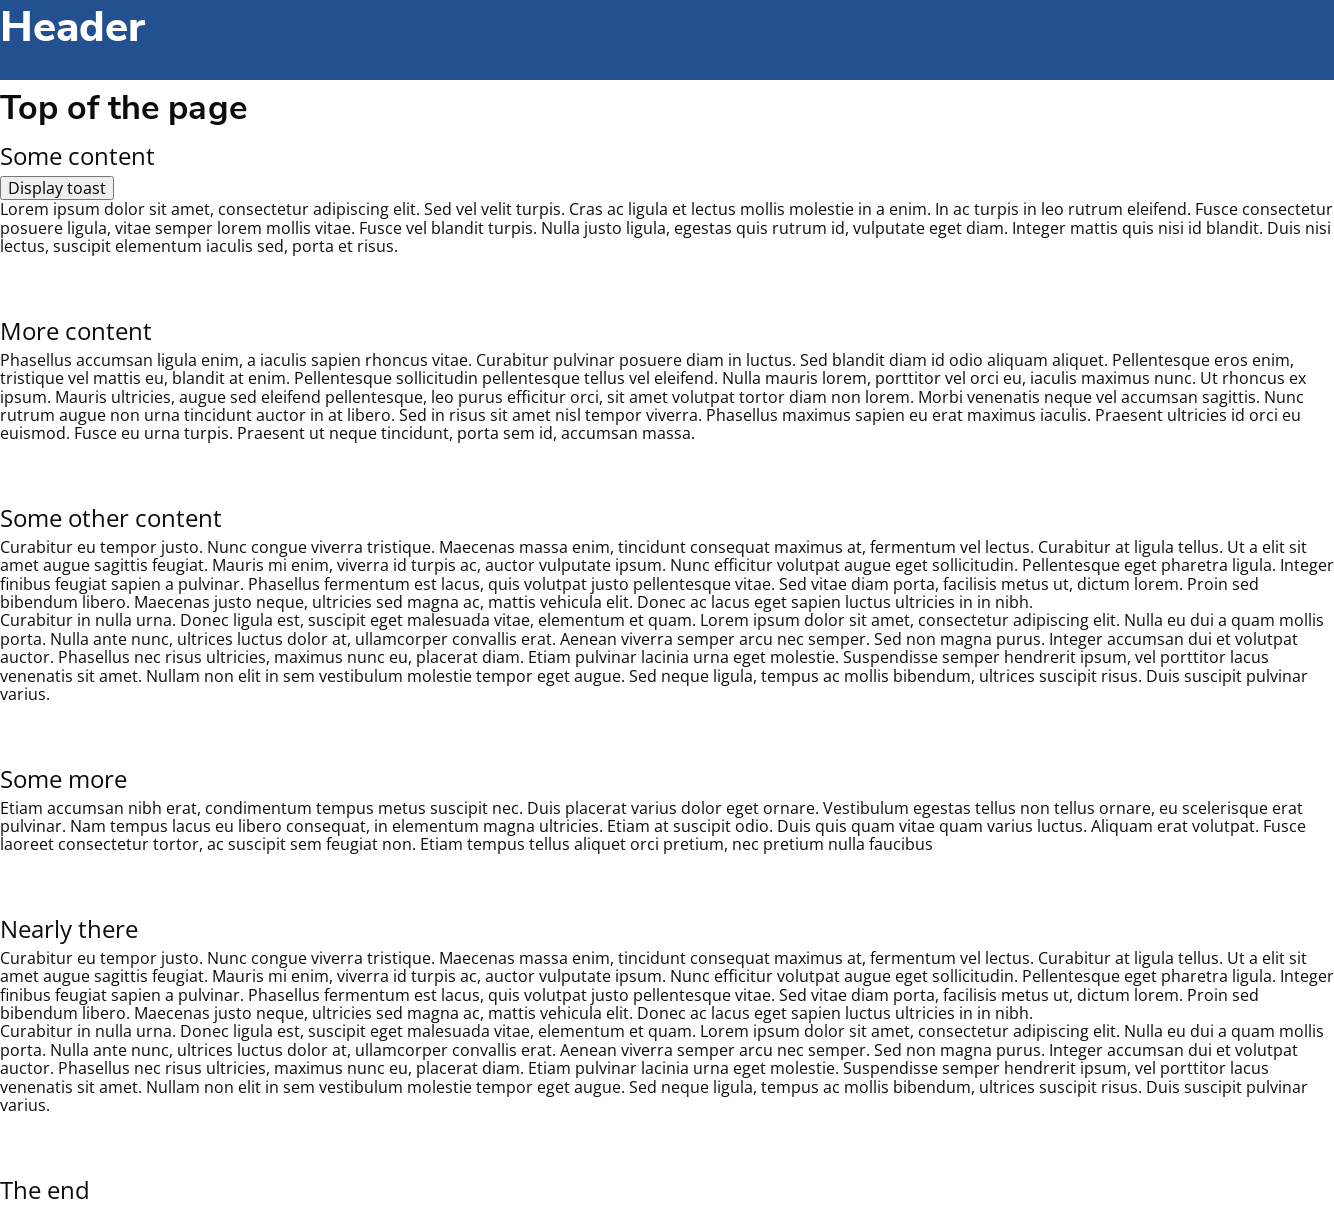 Header
Top of the page
Some content
Display toast
Lorem ipsum dolor sit amet, consectetur adipiscing elit. Sed vel velit turpis. Cras ac ligula et lectus mollis molestie in a enim. In ac turpis in leo rutrum eleifend. Fusce consectetur
posuere ligula, vitae semper lorem mollis vitae. Fusce vel blandit turpis. Nulla justo ligula, egestas quis rutrum id, vulputate eget diam. Integer mattis quis nisi id blandit. Duis nisi
lectus, suscipit elementum iaculis sed, porta et risus.
More content
Phasellus accumsan ligula enim, a iaculis sapien rhoncus vitae. Curabitur pulvinar posuere diam in luctus. Sed blandit diam id odio aliquam aliquet. Pellentesque eros enim,
tristique vel mattis eu, blandit at enim. Pellentesque sollicitudin pellentesque tellus vel eleifend. Nulla mauris lorem, porttitor vel orci eu, iaculis maximus nunc. Ut rhoncus ex
ipsum. Mauris ultricies, augue sed eleifend pellentesque, leo purus efficitur orci, sit amet volutpat tortor diam non lorem. Morbi venenatis neque vel accumsan sagittis. Nunc
rutrum augue non urna tincidunt auctor in at libero. Sed in risus sit amet nisl tempor viverra. Phasellus maximus sapien eu erat maximus iaculis. Praesent ultricies id orci eu
euismod. Fusce eu urna turpis. Praesent ut neque tincidunt, porta sem id, accumsan massa.
Some other content
Curabitur eu tempor justo. Nunc congue viverra tristique. Maecenas massa enim, tincidunt consequat maximus at, fermentum vel lectus. Curabitur at ligula tellus. Ut a elit sit
amet augue sagittis feugiat. Mauris mi enim, viverra id turpis ac, auctor vulputate ipsum. Nunc efficitur volutpat augue eget sollicitudin. Pellentesque eget pharetra ligula. Integer
finibus feugiat sapien a pulvinar. Phasellus fermentum est lacus, quis volutpat justo pellentesque vitae. Sed vitae diam porta, facilisis metus ut, dictum lorem. Proin sed
bibendum libero. Maecenas justo neque, ultricies sed magna ac, mattis vehicula elit. Donec ac lacus eget sapien luctus ultricies in in nibh.
Curabitur in nulla urna. Donec ligula est, suscipit eget malesuada vitae, elementum et quam. Lorem ipsum dolor sit amet, consectetur adipiscing elit. Nulla eu dui a quam mollis
porta. Nulla ante nunc, ultrices luctus dolor at, ullamcorper convallis erat. Aenean viverra semper arcu nec semper. Sed non magna purus. Integer accumsan dui et volutpat
auctor. Phasellus nec risus ultricies, maximus nunc eu, placerat diam. Etiam pulvinar lacinia urna eget molestie. Suspendisse semper hendrerit ipsum, vel porttitor lacus
venenatis sit amet. Nullam non elit in sem vestibulum molestie tempor eget augue. Sed neque ligula, tempus ac mollis bibendum, ultrices suscipit risus. Duis suscipit pulvinar
varius.
Some more
Etiam accumsan nibh erat, condimentum tempus metus suscipit nec. Duis placerat varius dolor eget ornare. Vestibulum egestas tellus non tellus ornare, eu scelerisque erat
pulvinar. Nam tempus lacus eu libero consequat, in elementum magna ultricies. Etiam at suscipit odio. Duis quis quam vitae quam varius luctus. Aliquam erat volutpat. Fusce
laoreet consectetur tortor, ac suscipit sem feugiat non. Etiam tempus tellus aliquet orci pretium, nec pretium nulla faucibus
Nearly there
Curabitur eu tempor justo. Nunc congue viverra tristique. Maecenas massa enim, tincidunt consequat maximus at, fermentum vel lectus. Curabitur at ligula tellus. Ut a elit sit
amet augue sagittis feugiat. Mauris mi enim, viverra id turpis ac, auctor vulputate ipsum. Nunc efficitur volutpat augue eget sollicitudin. Pellentesque eget pharetra ligula. Integer
finibus feugiat sapien a pulvinar. Phasellus fermentum est lacus, quis volutpat justo pellentesque vitae. Sed vitae diam porta, facilisis metus ut, dictum lorem. Proin sed
bibendum libero. Maecenas justo neque, ultricies sed magna ac, mattis vehicula elit. Donec ac lacus eget sapien luctus ultricies in in nibh.
Curabitur in nulla urna. Donec ligula est, suscipit eget malesuada vitae, elementum et quam. Lorem ipsum dolor sit amet, consectetur adipiscing elit. Nulla eu dui a quam mollis
porta. Nulla ante nunc, ultrices luctus dolor at, ullamcorper convallis erat. Aenean viverra semper arcu nec semper. Sed non magna purus. Integer accumsan dui et volutpat
auctor. Phasellus nec risus ultricies, maximus nunc eu, placerat diam. Etiam pulvinar lacinia urna eget molestie. Suspendisse semper hendrerit ipsum, vel porttitor lacus
venenatis sit amet. Nullam non elit in sem vestibulum molestie tempor eget augue. Sed neque ligula, tempus ac mollis bibendum, ultrices suscipit risus. Duis suscipit pulvinar
varius.
The end